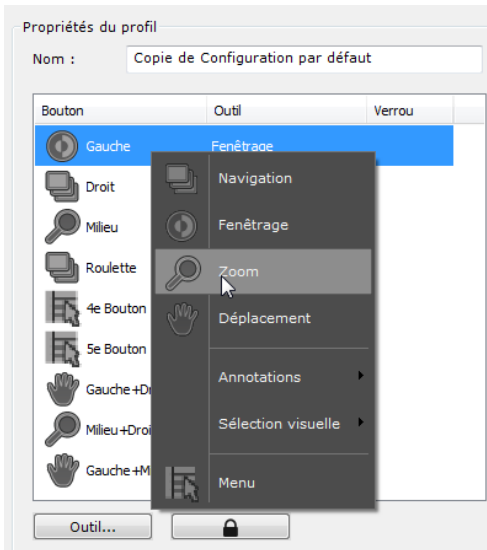 Propriétés du profil
Nom : Copie de Configuration par défaut
Bouton Outil Verrou
Gauche Fenêtrage
Droit
Milieu
Roulette
4e Bouton
5e Bouton
Gauche+Dr
Milieu+Droi
Gauche+M
Navigation
Fenêtrage
Zoom
Déplacement
Annotations
Sélection visuelle
Menu
Outil...